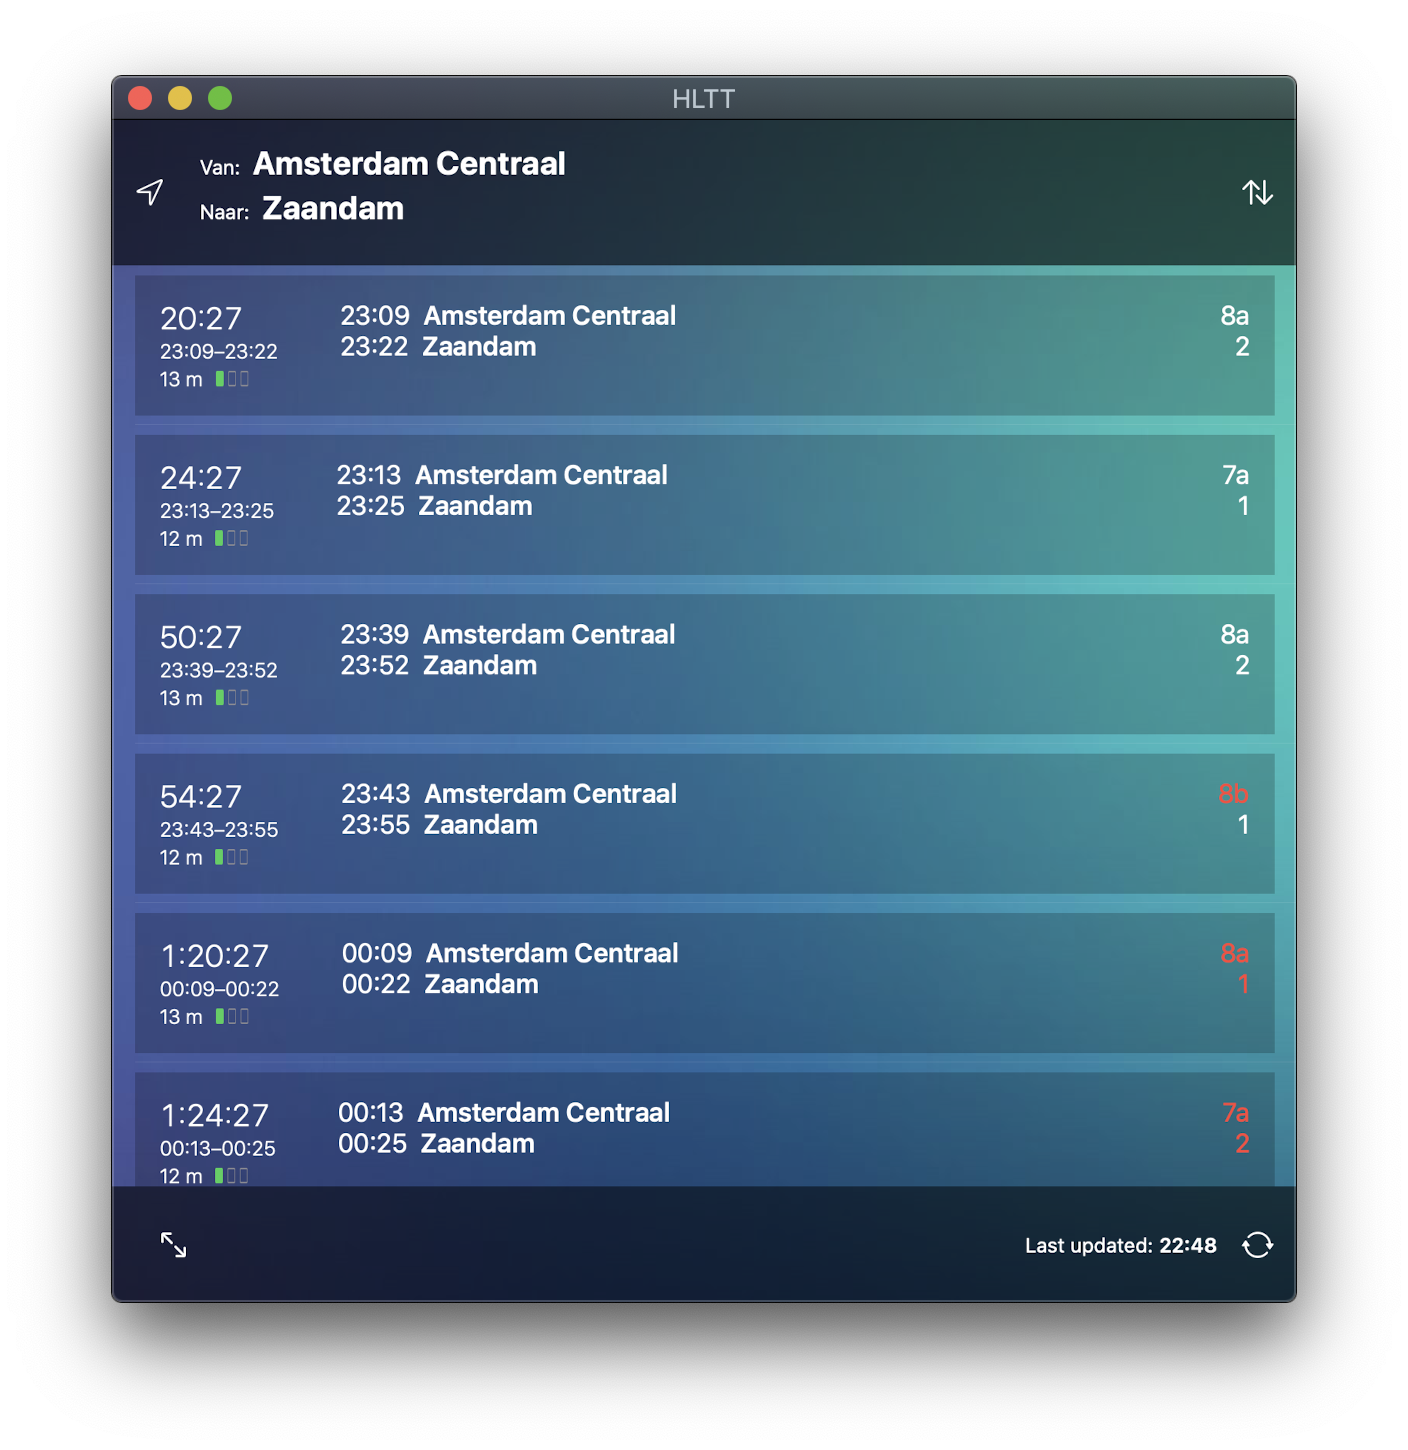 HLTT
Van: Amsterdam Centraal
Naar: Zaandam
20:27
23:09–23:22
13 m
23:09 Amsterdam Centraal 8a
23:22 Zaandam 2
24:27
23:13–23:25
12 m
23:13 Amsterdam Centraal 7a
23:25 Zaandam 1
50:27
23:39–23:52
13 m
23:39 Amsterdam Centraal 8a
23:52 Zaandam 2
54:27
23:43–23:55
12 m
23:43 Amsterdam Centraal 8b
23:55 Zaandam 1
1:20:27
00:09–00:22
13 m
00:09 Amsterdam Centraal 8a
00:22 Zaandam 1
1:24:27
00:13–00:25
12 m
00:13 Amsterdam Centraal 7a
00:25 Zaandam 2
Last updated: 22:48